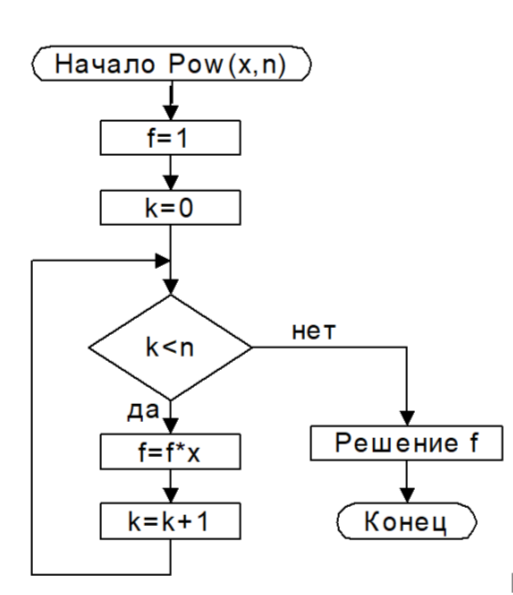 Начало Pow(x,n)
f=1
k=0
k<n
нет
да
f=f*x
Решение f
k=k+1
Конец